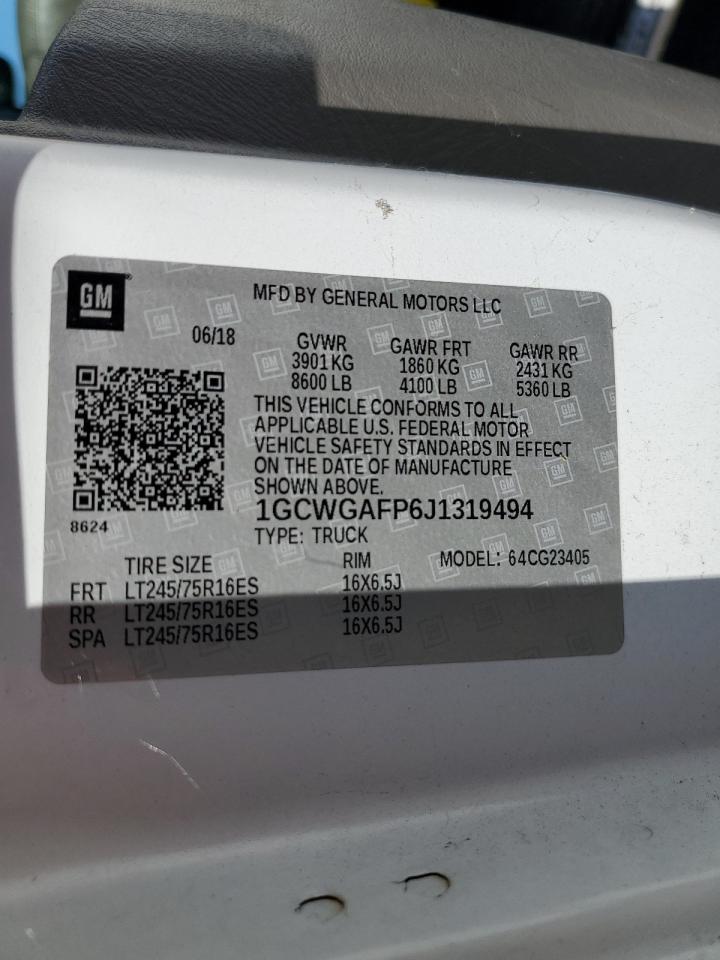 GM
MFD BY GENERAL MOTORS LLC
06/18
GVWR GAWR FRT GAWR RR
3901 KG 1860 KG 2431 KG
8600 LB 4100 LB 5360 LB
THIS VEHICLE CONFORMS TO ALL
APPLICABLE U.S. FEDERAL MOTOR
VEHICLE SAFETY STANDARDS IN EFFECT
ON THE DATE OF MANUFACTURE
SHOWN ABOVE.
8624
1GCWGAFP6J1319494
TYPE: TRUCK
TIRE SIZE RIM MODEL: 64CG23405
FRT LT245/75R16ES 16X6.5J
RR LT245/75R16ES 16X6.5J
SPA LT245/75R16ES 16X6.5J